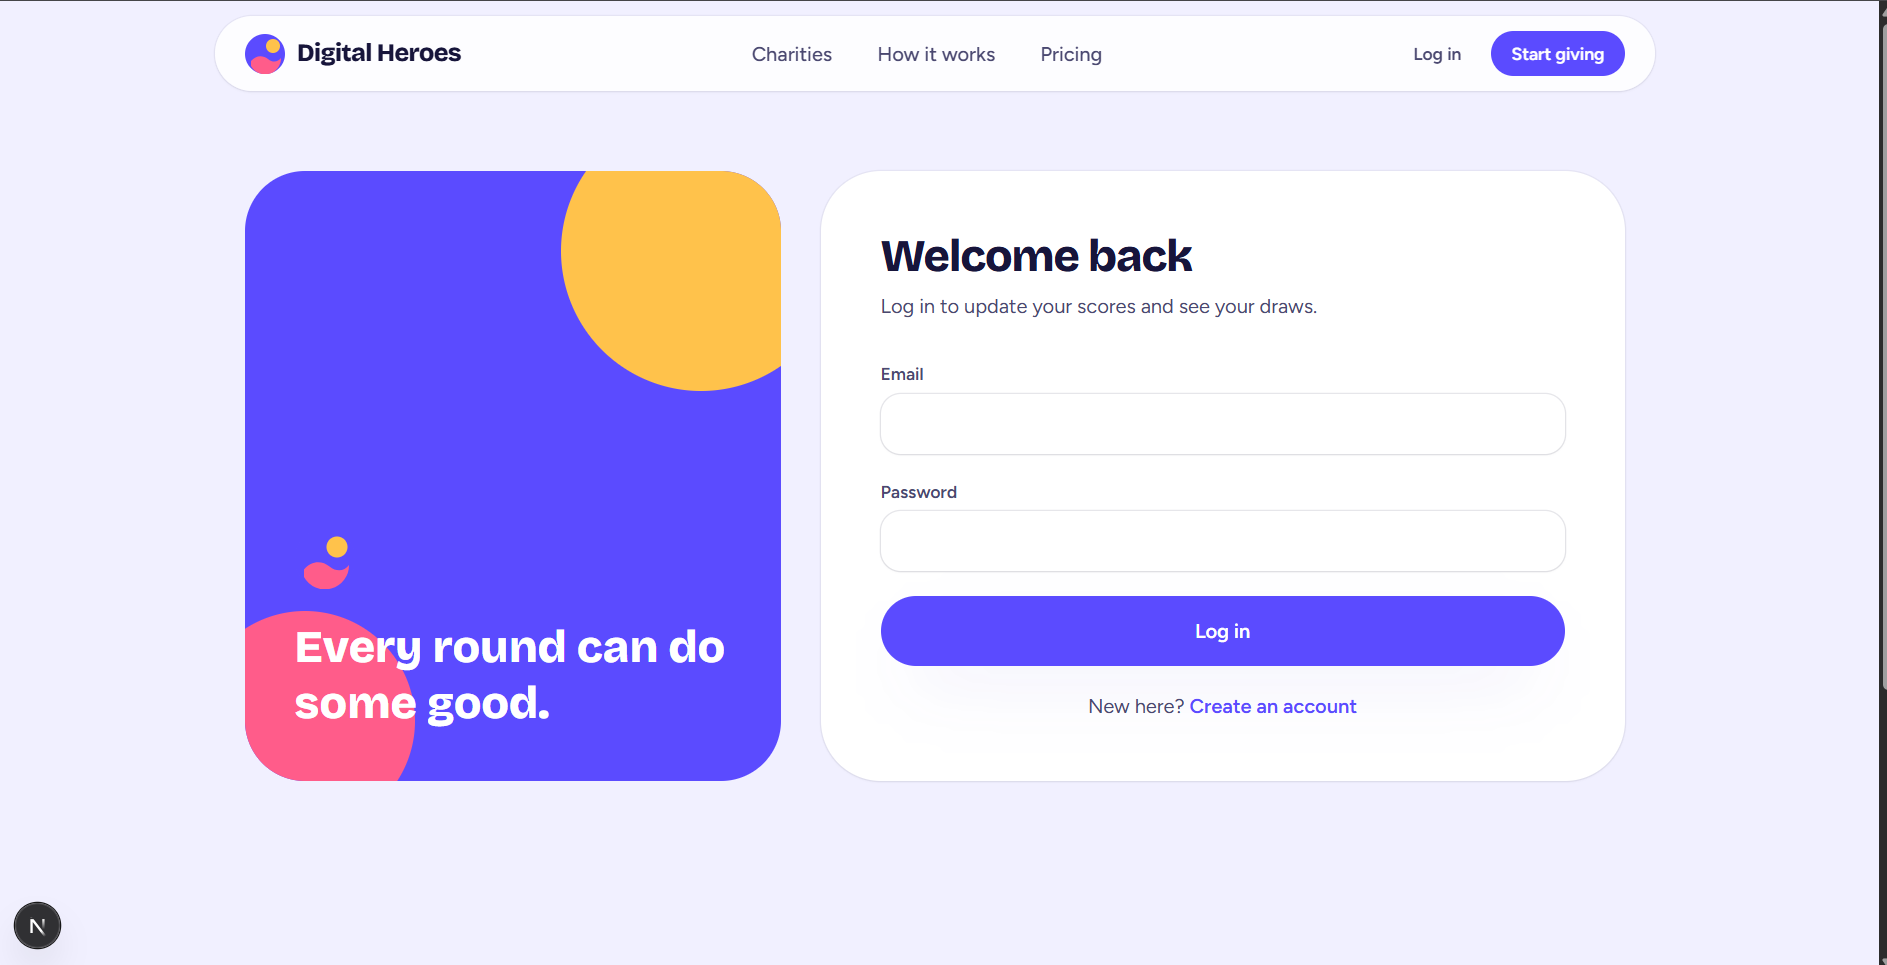 Digital Heroes
Charities
How it works
Pricing
Log in
Start giving
Every round can do
some good.
Welcome back
Log in to update your scores and see your draws.
Email
Password
Log in
New here? Create an account
N